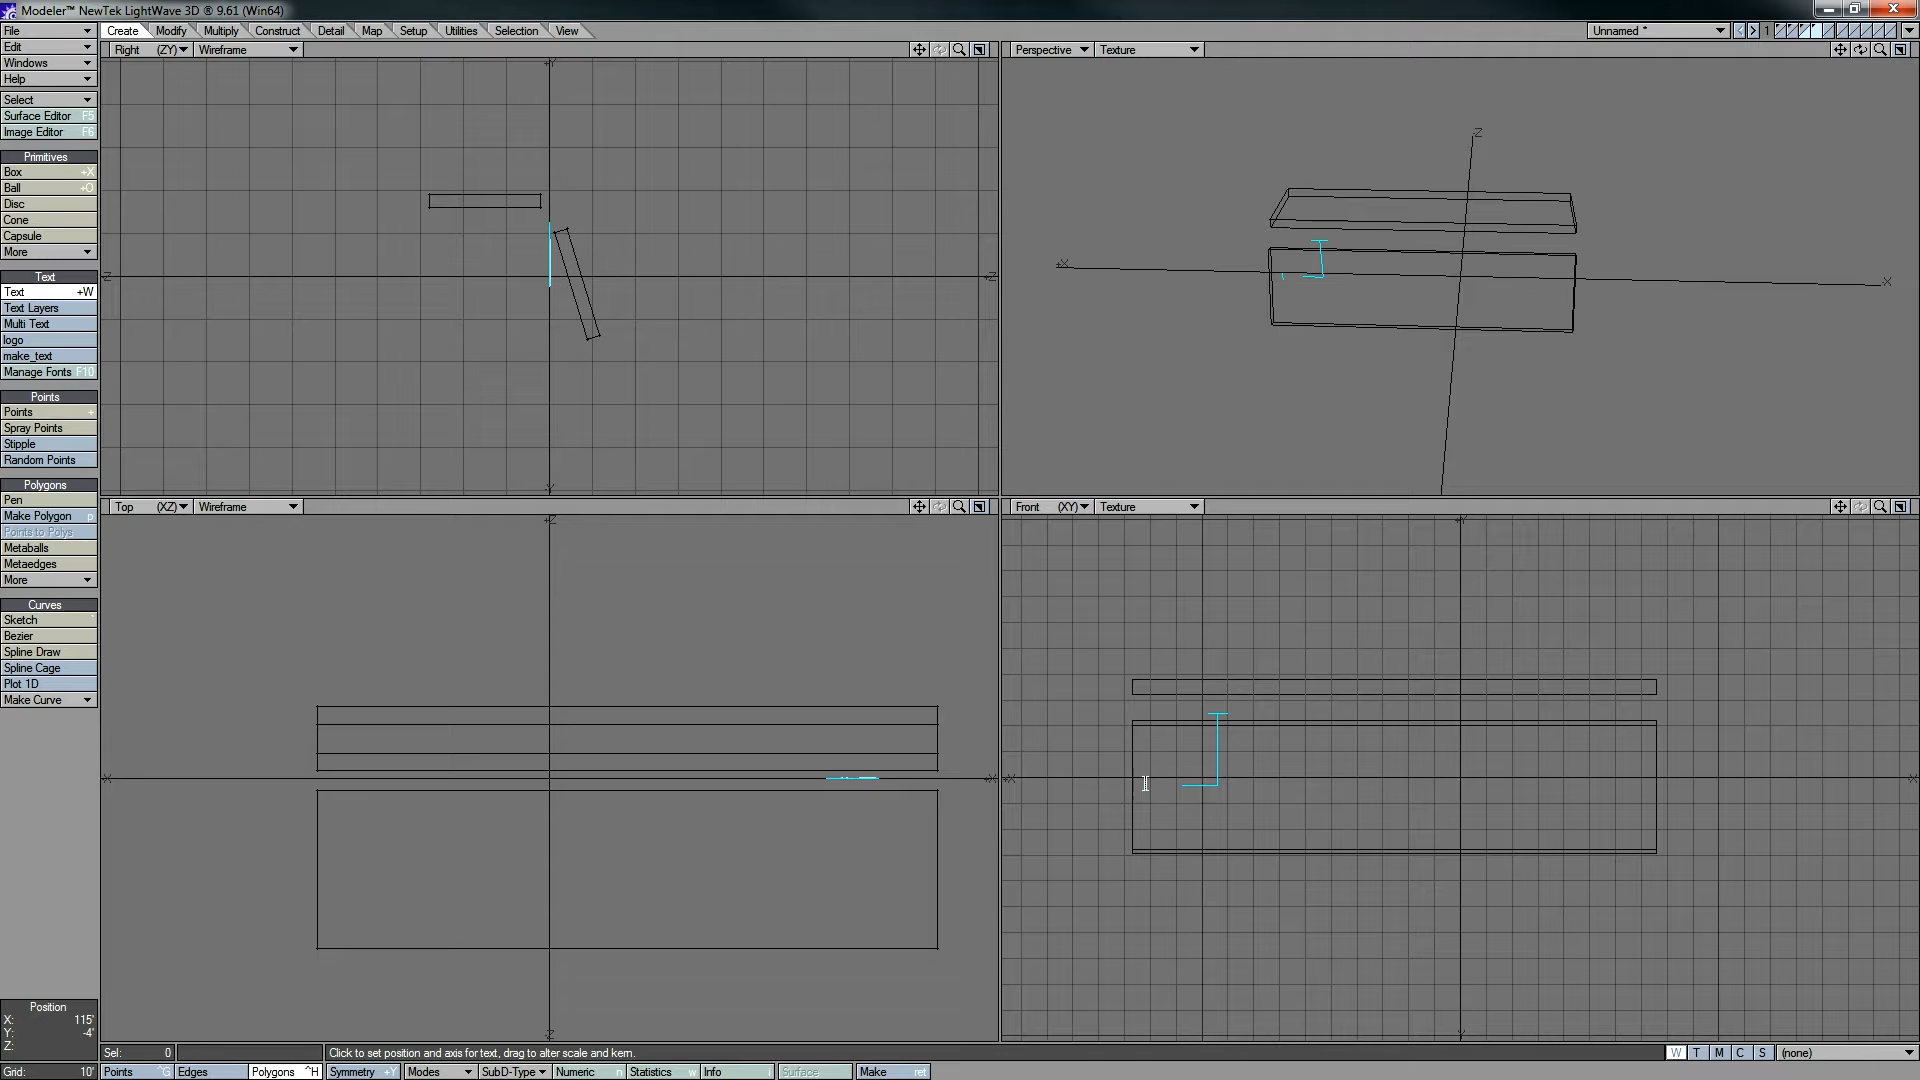 Modeler™ NewTek LightWave 3D ® 9.61 (Win64)
File
Create Modify Multiply Construct Detail Map Setup Utilities Selection View
Unnamed *
1
Edit
Windows
Help
Right (ZY) Wireframe
Perspective Texture
Select
Surface Editor F5
Image Editor F6
Primitives
Box +X
Ball +O
Disc
Cone
Capsule
More
Text
Text +W
Text Layers
Multi Text
logo
make_text
Manage Fonts F10
Points
Points +
Spray Points
Stipple
Random Points
Polygons
Pen
Make Polygon p
Points to Polys
Metaballs
Metaedges
More
Curves
Sketch
Bezier
Spline Draw
Spline Cage
Plot 1D
Make Curve
Top (XZ) Wireframe
Front (XY) Texture
Position
X: 115'
Y: -4'
Z:
Sel: 0
Click to set position and axis for text, drag to alter scale and kern.
W T M C S (none)
Grid: 10'
Points ^G Edges Polygons ^H Symmetry +Y Modes SubD-Type Numeric n Statistics w Info i Surface Make ret